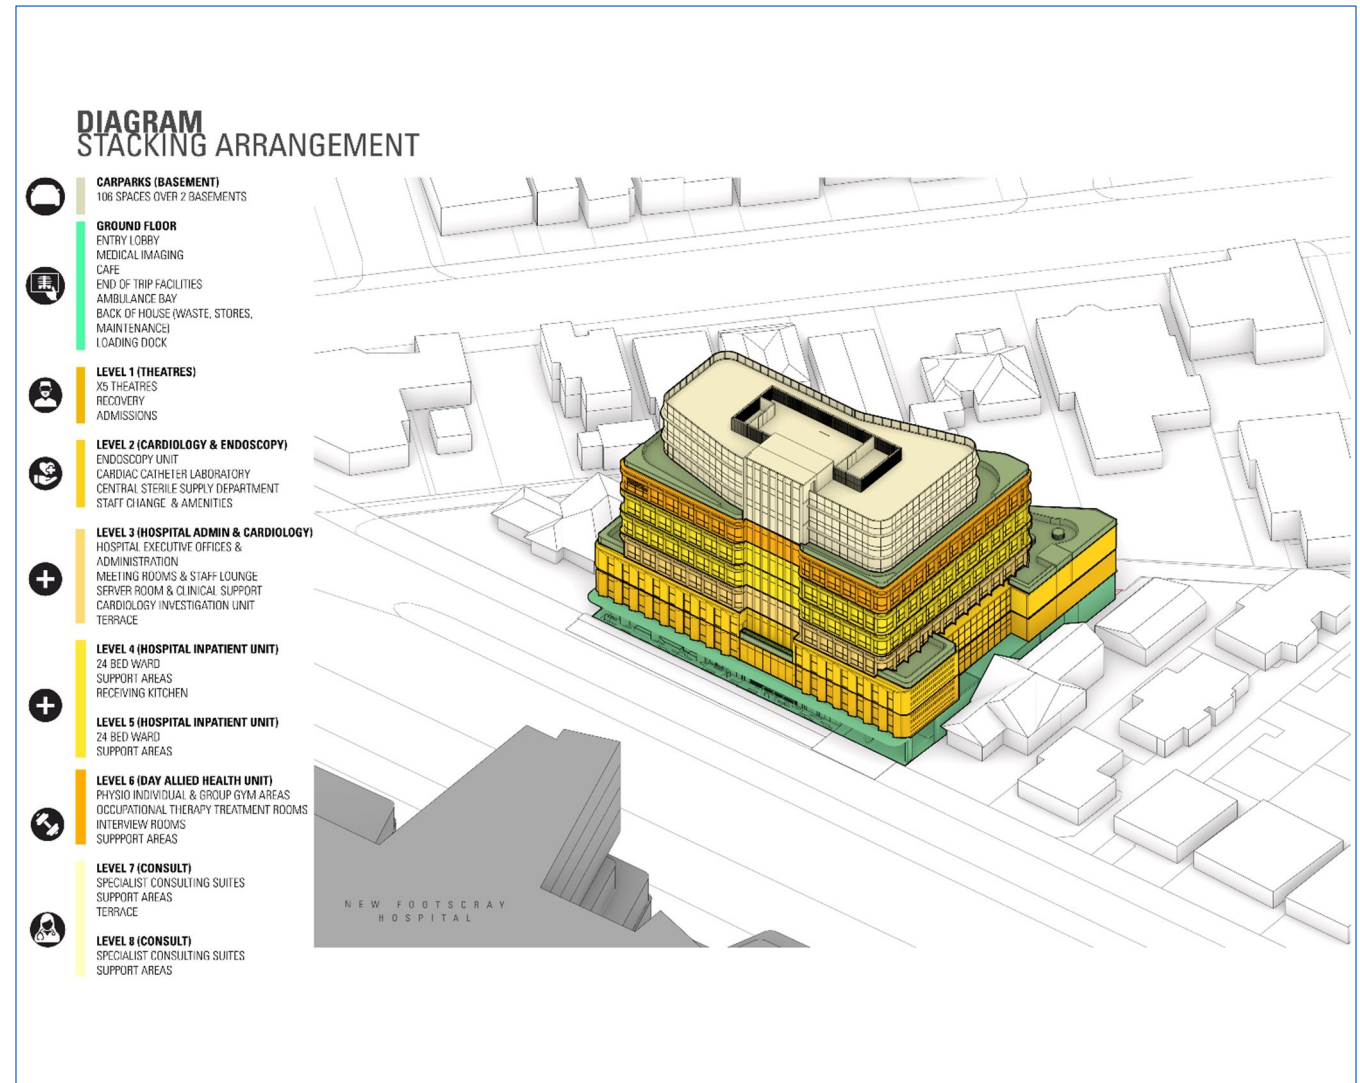 DIAGRAM
STACKING ARRANGEMENT
CARPARKS (BASEMENT)
106 SPACES OVER 2 BASEMENTS
GROUND FLOOR
ENTRY LOBBY
MEDICAL IMAGING
CAFE
END OF TRIP FACILITIES
AMBULANCE BAY
BACK OF HOUSE (WASTE, STORES,
MAINTENANCE)
LOADING DOCK
LEVEL 1 (THEATRES)
X5 THEATRES
RECOVERY
ADMISSIONS
LEVEL 2 (CARDIOLOGY & ENDOSCOPY)
ENDOSCOPY UNIT
CARDIAC CATHETER LABORATORY
CENTRAL STERILE SUPPLY DEPARTMENT
STAFF CHANGE & AMENITIES
LEVEL 3 (HOSPITAL ADMIN & CARDIOLOGY)
HOSPITAL EXECUTIVE OFFICES &
ADMINISTRATION
MEETING ROOMS & STAFF LOUNGE
SERVER ROOM & CLINICAL SUPPORT
CARDIOLOGY INVESTIGATION UNIT
TERRACE
LEVEL 4 (HOSPITAL INPATIENT UNIT)
24 BED WARD
SUPPORT AREAS
RECEIVING KITCHEN
LEVEL 5 (HOSPITAL INPATIENT UNIT)
24 BED WARD
SUPPORT AREAS
LEVEL 6 (DAY ALLIED HEALTH UNIT)
PHYSIO INDIVIDUAL & GROUP GYM AREAS
OCCUPATIONAL THERAPY TREATMENT ROOMS
INTERVIEW ROOMS
SUPPPORT AREAS
LEVEL 7 (CONSULT)
SPECIALIST CONSULTING SUITES
SUPPORT AREAS
TERRACE
LEVEL 8 (CONSULT)
SPECIALIST CONSULTING SUITES
SUPPORT AREAS
NEW FOOTSCRAY
HOSPITAL